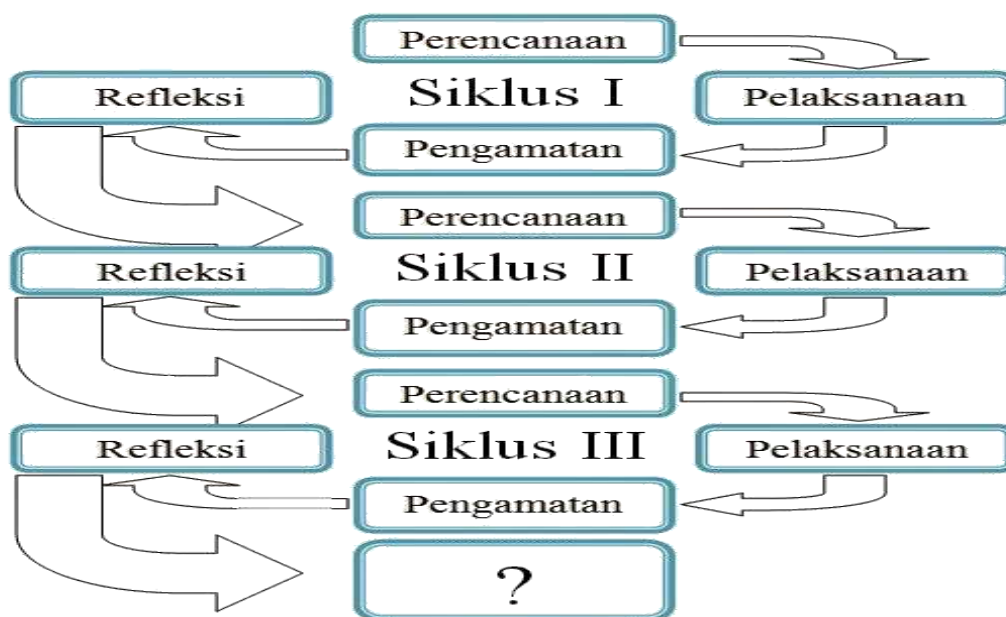 Perencanaan
Refleksi
Siklus I
Pelaksanaan
Pengamatan
Perencanaan
Refleksi
Siklus II
Pelaksanaan
Pengamatan
Perencanaan
Refleksi
Siklus III
Pelaksanaan
Pengamatan
?